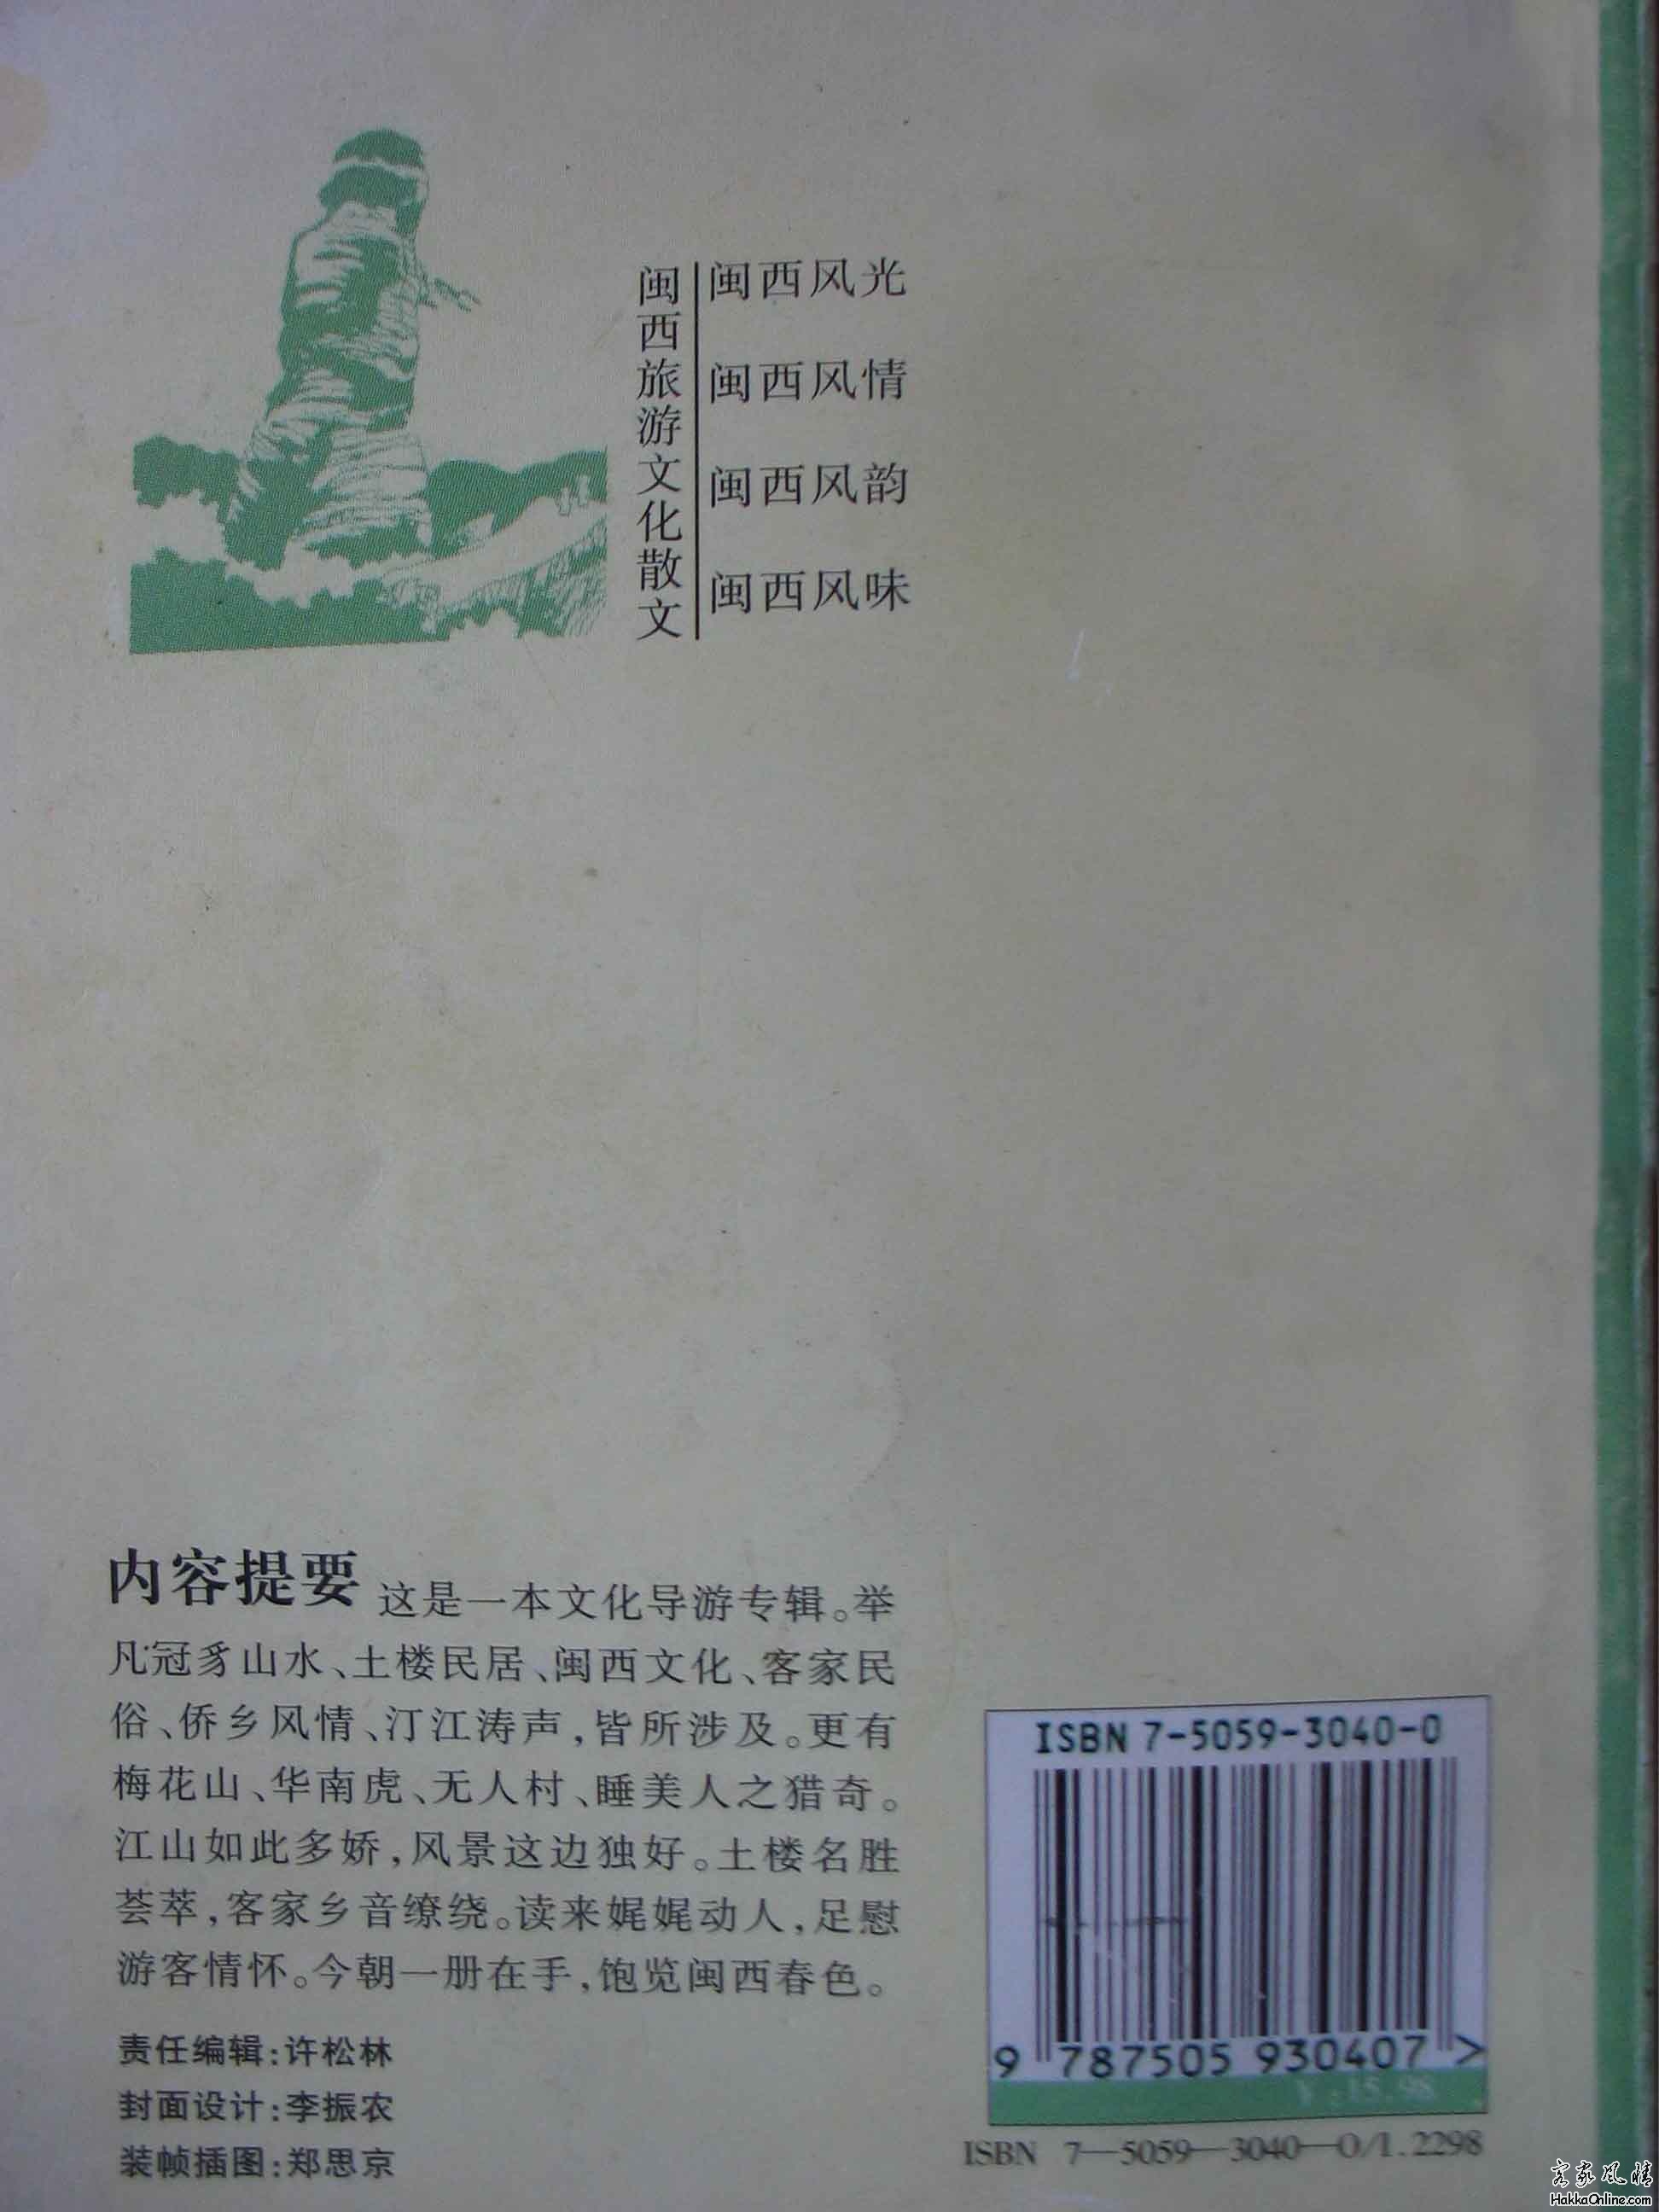 闽西旅游文化散文
闽西风光
闽西风情
闽西风韵
闽西风味
内容提要 这是一本文化导游专辑。举
凡冠豸山水、土楼民居、闽西文化、客家民
俗、侨乡风情、汀江涛声,皆所涉及。更有
梅花山、华南虎、无人村、睡美人之猎奇。
江山如此多娇,风景这边独好。土楼名胜
荟萃,客家乡音缭绕。读来娓娓动人,足慰
游客情怀。今朝一册在手,饱览闽西春色。
责任编辑:许松林
封面设计:李振农
装帧插图:郑思京
ISBN 7-5059-3040-0
9 787505 930407 >
ISBN 7—5059—3040—0/I.2298
客家风情
HakkaOnline.com